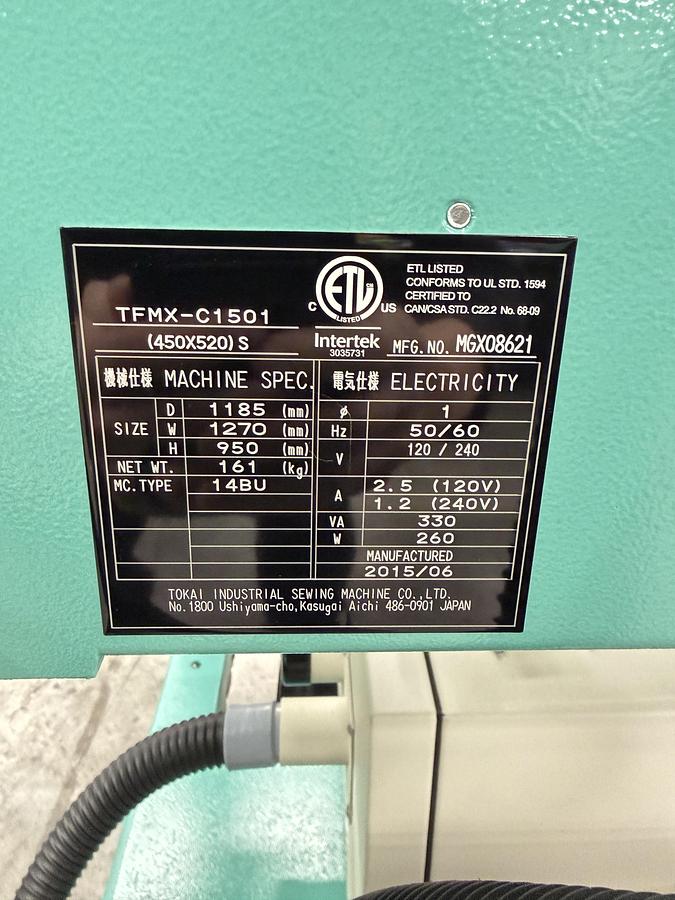 TFMX-C1501
(450X520) S
C ETL US
LISTED
Intertek
3035731
ETL LISTED
CONFORMS TO UL STD. 1594
CERTIFIED TO
CAN/CSA STD. C22.2 No. 68-09
MFG. NO. MGX08621
機械仕様 MACHINE SPEC.
SIZE
D 1185 (mm)
W 1270 (mm)
H 950 (mm)
NET WT. 161 (kg)
MC. TYPE 14BU
電気仕様 ELECTRICITY
φ 1
Hz 50/60
V 120 / 240
A 2.5 (120V)
1.2 (240V)
VA 330
W 260
MANUFACTURED
2015/06
TOKAI INDUSTRIAL SEWING MACHINE CO.,LTD.
No.1800 Ushiyama-cho,Kasugai Aichi 486-0901 JAPAN